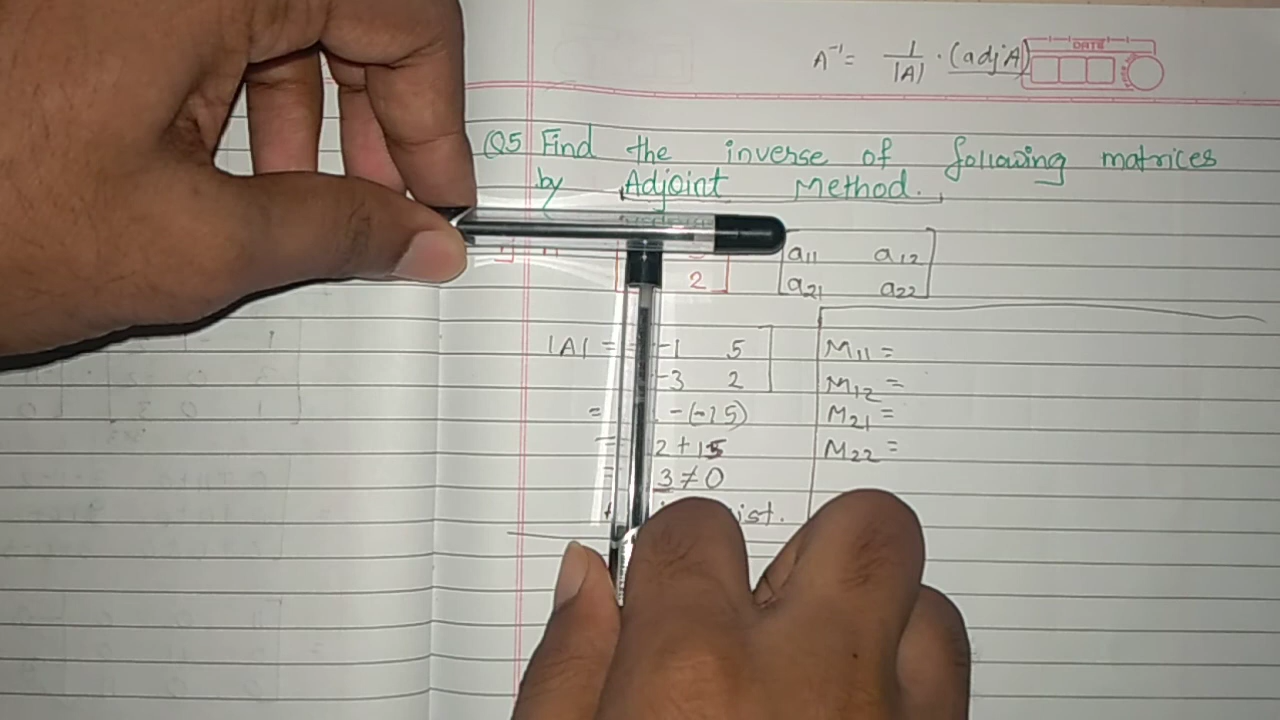 A⁻¹ = 1/|A| · (adj A)
DATE
Q5 Find the inverse of following matrices
by Adjoint Method.
2
a11 a12
a21 a22
|A| = -1 5
-3 2
= - (-15)
= 2 + 15
= 3 ≠ 0
M11 =
M12 =
M21 =
M22 =